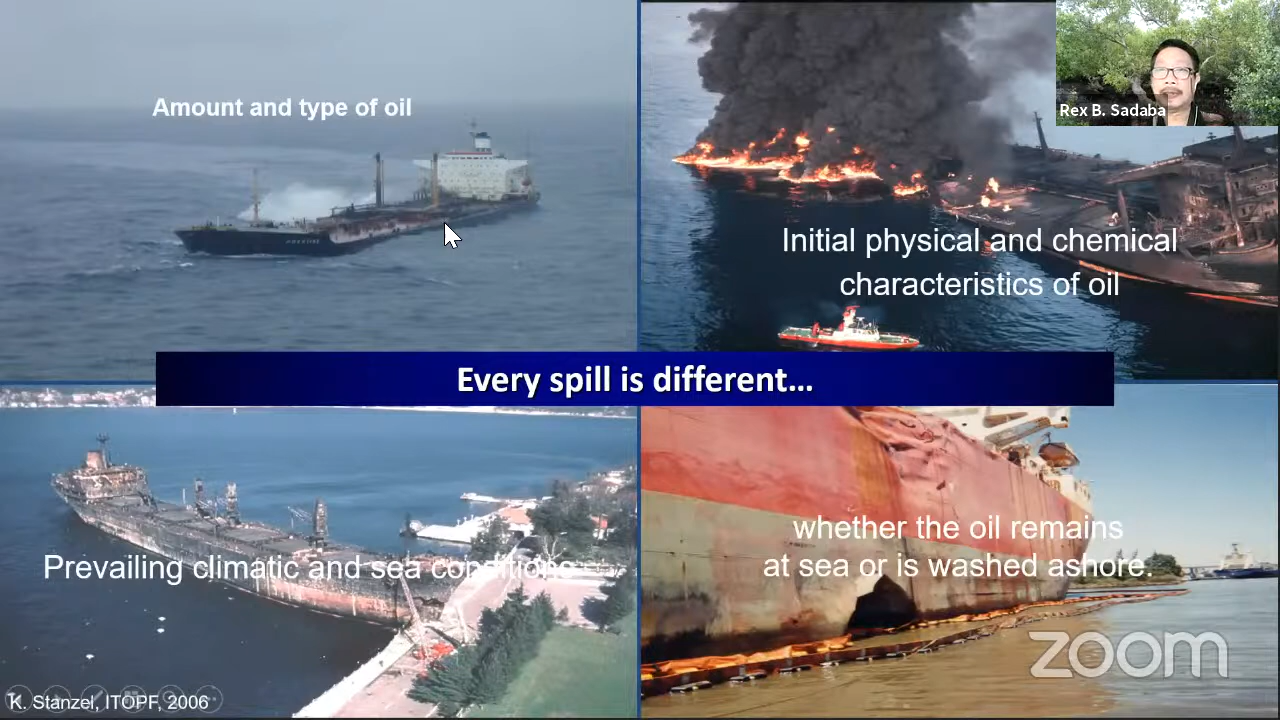 Amount and type of oil
Rex B. Sadaba
Initial physical and chemical
characteristics of oil
Every spill is different...
Prevailing climatic and sea conditions
whether the oil remains
at sea or is washed ashore.
K. Stanzel, ITOPF, 2006
zoom